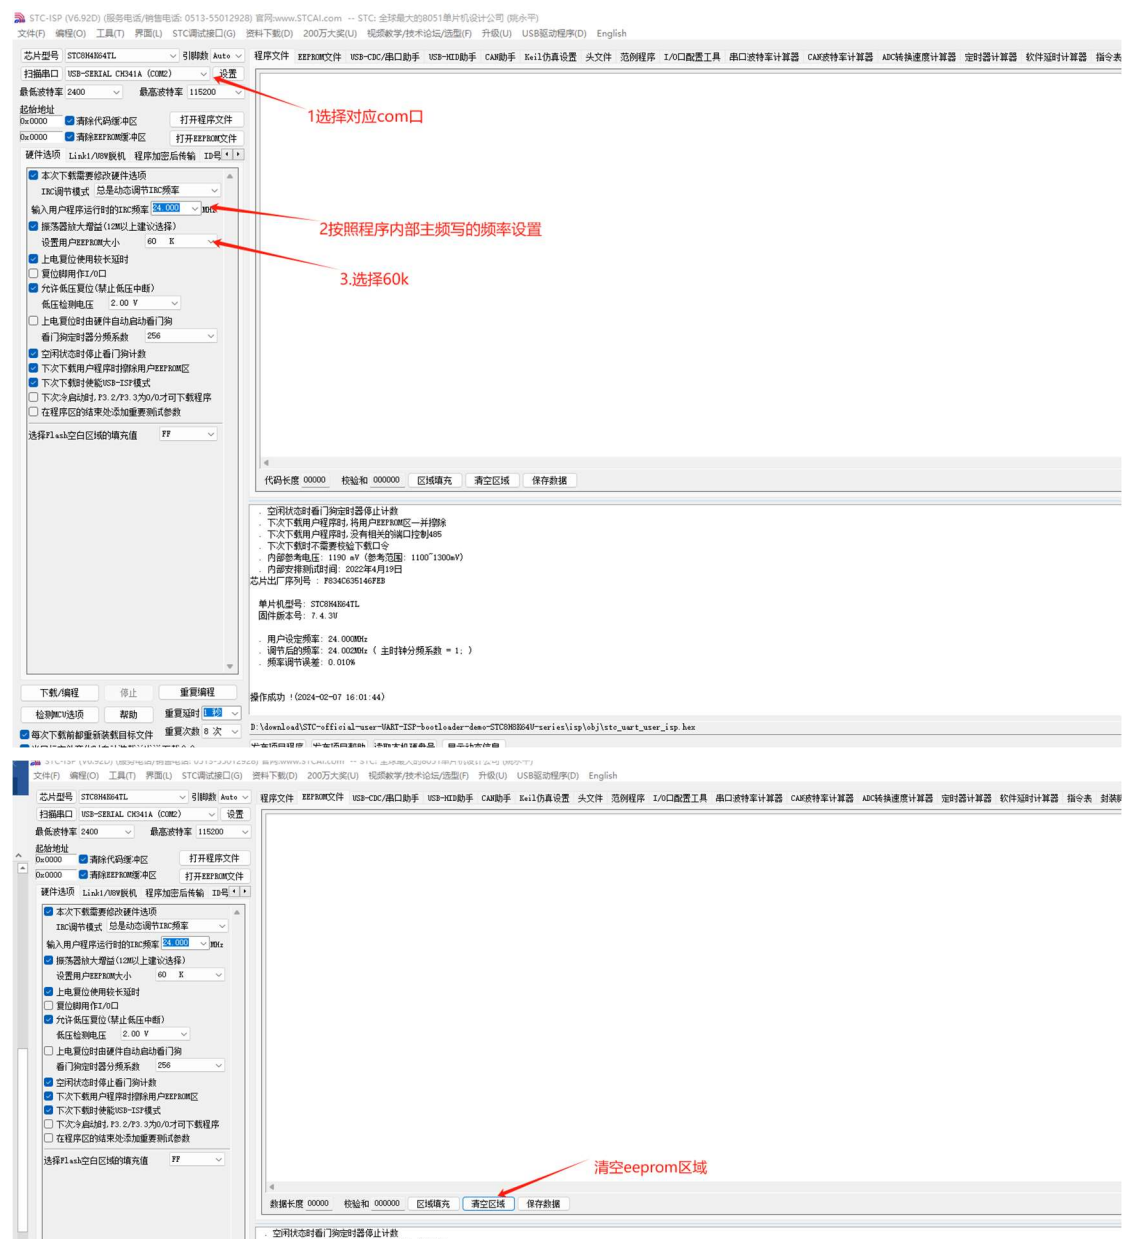 STC-ISP (V6.92D) (服务电话/销售电话: 0513-55012928) 官网:www.STCAI.com -- STC: 全球最大的8051单片机设计公司 (姚永平)
文件(F) 编程(O) 工具(T) 界面(L) STC调试接口(G) 资料下载(D) 200万大奖(U) 视频教学/技术论坛/选型(F) 升级(U) USB驱动程序(D) English
芯片型号 STC8H4K64TL 引脚数 Auto
程序文件 EEPROM文件 USB-CDC/串口助手 USB-HID助手 CAN助手 Keil仿真设置 头文件 范例程序 I/O口配置工具 串口波特率计算器 CAN波特率计算器 ADC转换速度计算器 定时器计算器 软件延时计算器 指令表
扫描串口 USB-SERIAL CH341A (COM2) 设置
最低波特率 2400 最高波特率 115200
1选择对应com口
起始地址
0x0000 清除代码缓冲区 打开程序文件
0x0000 清除EEPROM缓冲区 打开EEPROM文件
硬件选项 Link1/U8W脱机 程序加密后传输 ID号
本次下载需要修改硬件选项
IRC调节模式 总是动态调节IRC频率
输入用户程序运行时的IRC频率 24.000 MHz
2按照程序内部主频写的频率设置
振荡器放大增益(12M以上建议选择)
设置用户EEPROM大小 60 K
3.选择60k
上电复位使用较长延时
复位脚用作I/O口
允许低压复位(禁止低压中断)
低压检测电压 2.00 V
上电复位时由硬件自动启动看门狗
看门狗定时器分频系数 256
空闲状态时停止看门狗计数
下次下载用户程序时擦除用户EEPROM区
下次下载时使能USB-ISP模式
下次冷启动时, P3.2/P3.3为0/0才可下载程序
在程序区的结束处添加重要测试参数
选择Flash空白区域的填充值 FF
代码长度 00000 校验和 000000 区域填充 清空区域 保存数据
. 空闲状态时看门狗定时器停止计数
. 下次下载用户程序时, 将用户EEPROM区一并擦除
. 下次下载用户程序时, 没有相关的端口控制485
. 下次下载时不需要校验下载口令
. 内部参考电压: 1190 mV (参考范围: 1100~1300mV)
. 内部安排测试时间: 2022年4月19日
芯片出厂序列号 : F834C635146FEB
单片机型号: STC8H4K64TL
固件版本号: 7.4.3U
. 用户设定频率: 24.000MHz
. 调节后的频率: 24.002MHz ( 主时钟分频系数 = 1; )
. 频率调节误差: 0.010%
下载/编程 停止 重复编程
操作成功 !(2024-02-07 16:01:44)
检测MCU选项 帮助 重复延时 1 秒
每次下载前都重新装载目标文件 重复次数 8 次
D:\download\STC-official-user-UART-ISP-bootloader-demo-STC8H8K64U-series\isp\obj\stc_uart_user_isp.hex
文件(F) 编程(O) 工具(T) 界面(L) STC调试接口(G) 资料下载(D) 200万大奖(U) 视频教学/技术论坛/选型(F) 升级(U) USB驱动程序(D) English
芯片型号 STC8H4K64TL 引脚数 Auto
程序文件 EEPROM文件 USB-CDC/串口助手 USB-HID助手 CAN助手 Keil仿真设置 头文件 范例程序 I/O口配置工具 串口波特率计算器 CAN波特率计算器 ADC转换速度计算器 定时器计算器 软件延时计算器 指令表
扫描串口 USB-SERIAL CH341A (COM2) 设置
最低波特率 2400 最高波特率 115200
起始地址
0x0000 清除代码缓冲区 打开程序文件
0x0000 清除EEPROM缓冲区 打开EEPROM文件
硬件选项 Link1/U8W脱机 程序加密后传输 ID号
本次下载需要修改硬件选项
IRC调节模式 总是动态调节IRC频率
输入用户程序运行时的IRC频率 24.000 MHz
振荡器放大增益(12M以上建议选择)
设置用户EEPROM大小 60 K
上电复位使用较长延时
复位脚用作I/O口
允许低压复位(禁止低压中断)
低压检测电压 2.00 V
上电复位时由硬件自动启动看门狗
看门狗定时器分频系数 256
空闲状态时停止看门狗计数
下次下载用户程序时擦除用户EEPROM区
下次下载时使能USB-ISP模式
下次冷启动时, P3.2/P3.3为0/0才可下载程序
在程序区的结束处添加重要测试参数
选择Flash空白区域的填充值 FF
清空eeprom区域
数据长度 00000 校验和 000000 区域填充 清空区域 保存数据
. 空闲状态时看门狗定时器停止计数